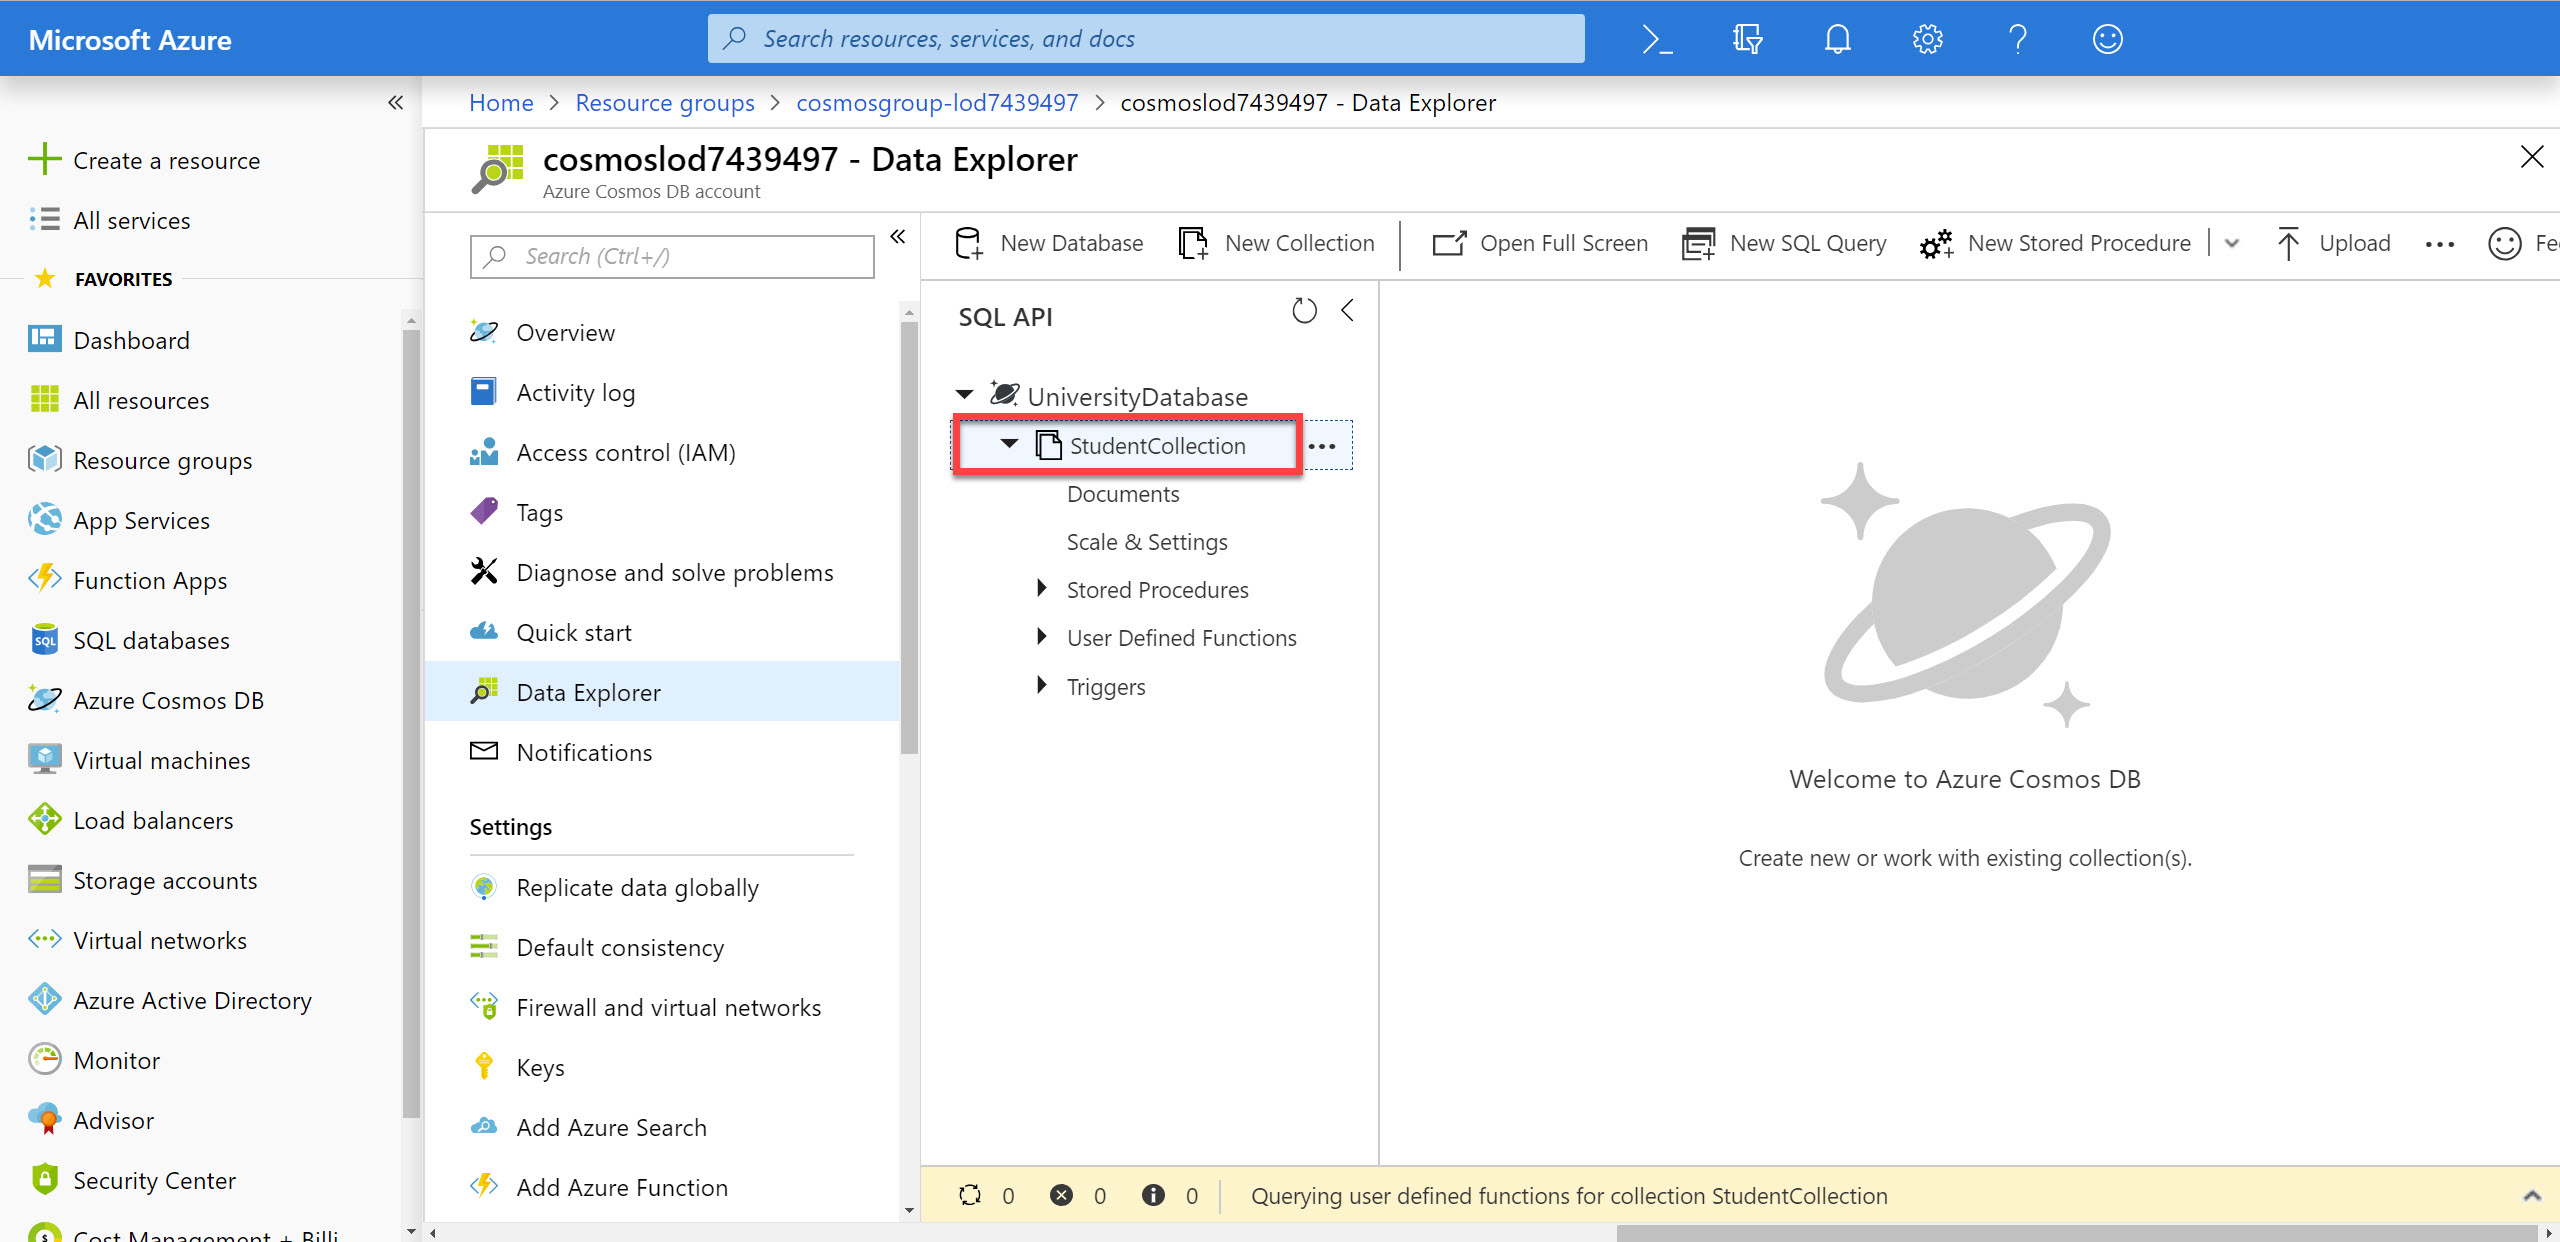 Microsoft Azure
Search resources, services, and docs
Home > Resource groups > cosmosgroup-lod7439497 > cosmoslod7439497 - Data Explorer
Create a resource
All services
FAVORITES
Dashboard
All resources
Resource groups
App Services
Function Apps
SQL databases
Azure Cosmos DB
Virtual machines
Load balancers
Storage accounts
Virtual networks
Azure Active Directory
Monitor
Advisor
Security Center
Cost Management + Billi
cosmoslod7439497 - Data Explorer
Azure Cosmos DB account
Search (Ctrl+/)
Overview
Activity log
Access control (IAM)
Tags
Diagnose and solve problems
Quick start
Data Explorer
Notifications
Settings
Replicate data globally
Default consistency
Firewall and virtual networks
Keys
Add Azure Search
Add Azure Function
New Database New Collection Open Full Screen New SQL Query New Stored Procedure Upload Fe
SQL API
UniversityDatabase
StudentCollection
Documents
Scale & Settings
Stored Procedures
User Defined Functions
Triggers
Welcome to Azure Cosmos DB
Create new or work with existing collection(s).
0 0 0 Querying user defined functions for collection StudentCollection